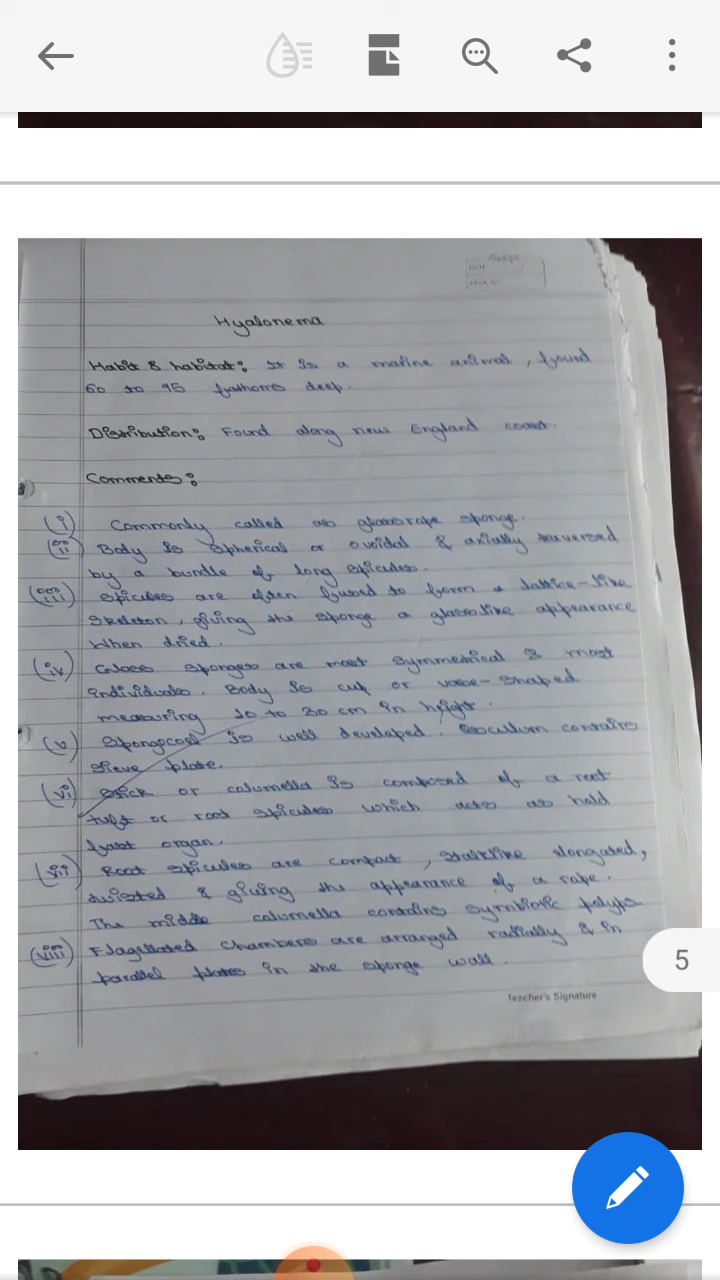 Hyalonema
Habit & habitat: It is a marine animal, found
60 to 95 fathoms deep.
Distribution: Found along new England coast.
Comments:
(i) Commonly called as glass rope sponge.
(ii) Body is spherical or ovoidal & axially traversed
by a bundle of long spicules.
(iii) Spicules are often fused to form a lattice-like
skeleton, giving the sponge a glasslike appearance
when dried.
(iv) Glass sponges are most symmetrical & most
individuals. Body is cup or vase-shaped
measuring 10 to 30 cm in height.
(v) Spongocoel is well developed. Osculum contains
sieve plate.
(vi) or columella is composed of a root
tuft or root spicules which acts as hold
fast organ.
(vii) Root spicules are compact, stalklike elongated,
twisted & giving the appearance of a rope.
The middle columella contains symbiotic polyps.
(viii) Flagellated chambers are arranged radially & in
parallel plates in the sponge wall.
5
Teacher's Signature